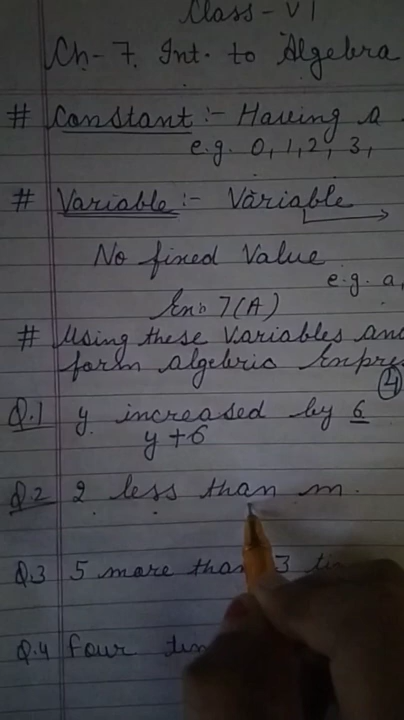 Class - VI
Ch- 7. Int. to Algebra
# Constant :- Having a
e.g. 0, 1, 2, 3,
# Variable :- Variable
No fixed Value
e.g. a,
Ex:- 7(A)
# Using these Variables and
form algebric Expres
4
Q.1 y increased by 6
y + 6
Q.2 2 less than m.
Q.3 5 more than 3 ti
Q.4 four